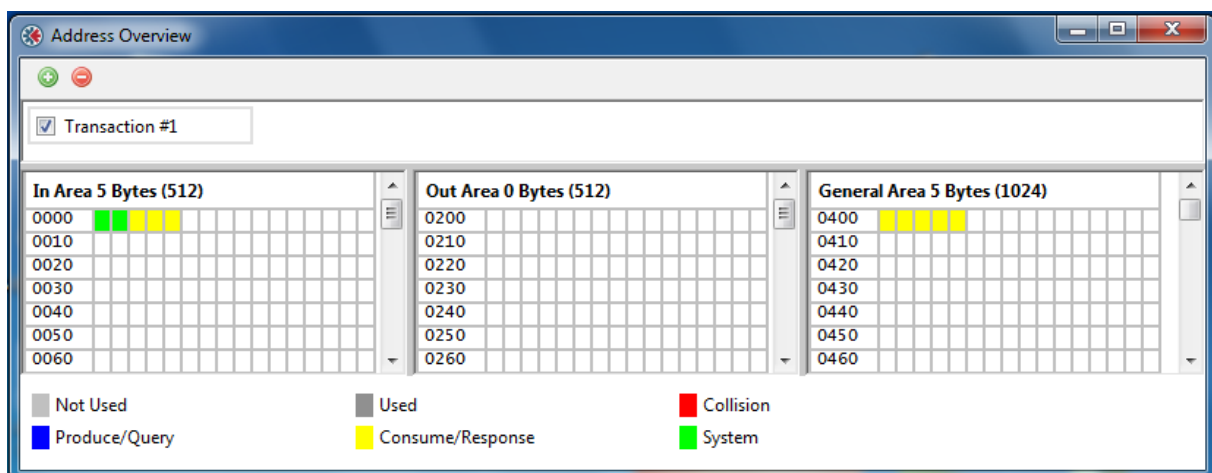 Address Overview
Transaction #1
In Area 5 Bytes (512)
0000
0010
0020
0030
0040
0050
0060
Out Area 0 Bytes (512)
0200
0210
0220
0230
0240
0250
0260
General Area 5 Bytes (1024)
0400
0410
0420
0430
0440
0450
0460
Not Used
Used
Collision
Produce/Query
Consume/Response
System